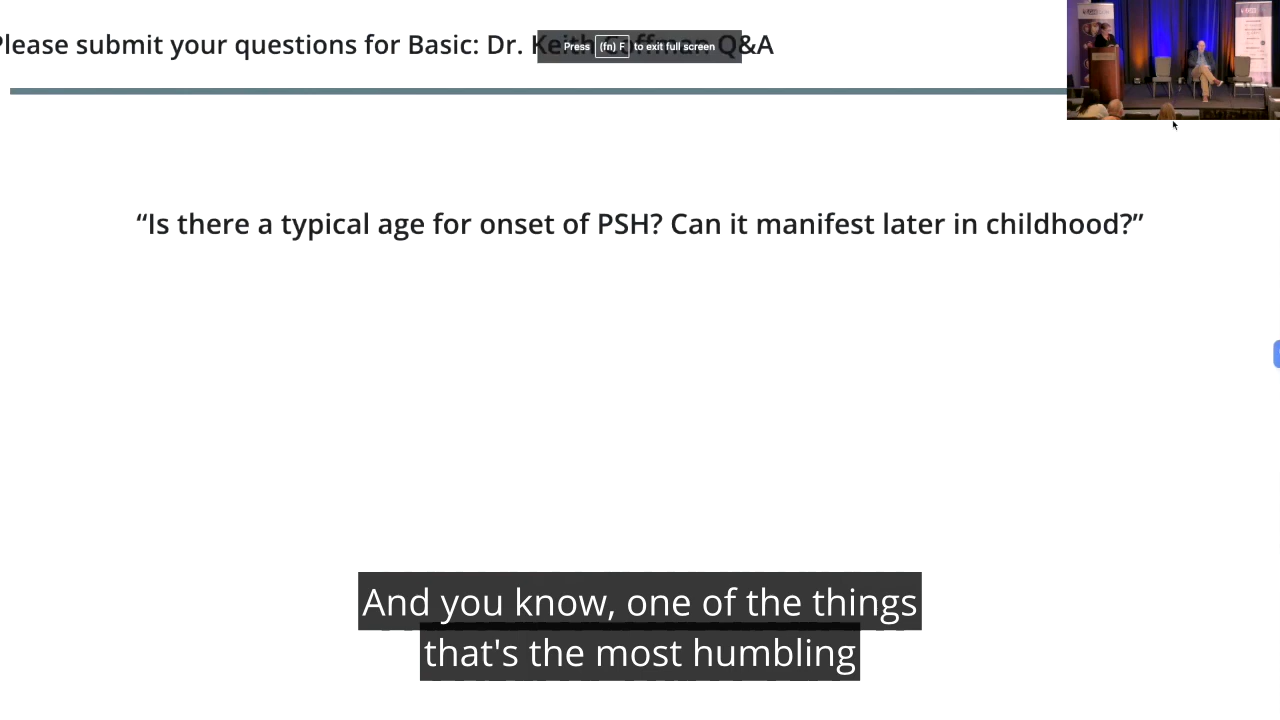 Please submit your questions for Basic: Dr. Keith Coffman Q&A
Press (fn) F to exit full screen
“Is there a typical age for onset of PSH? Can it manifest later in childhood?”
And you know, one of the things
that's the most humbling